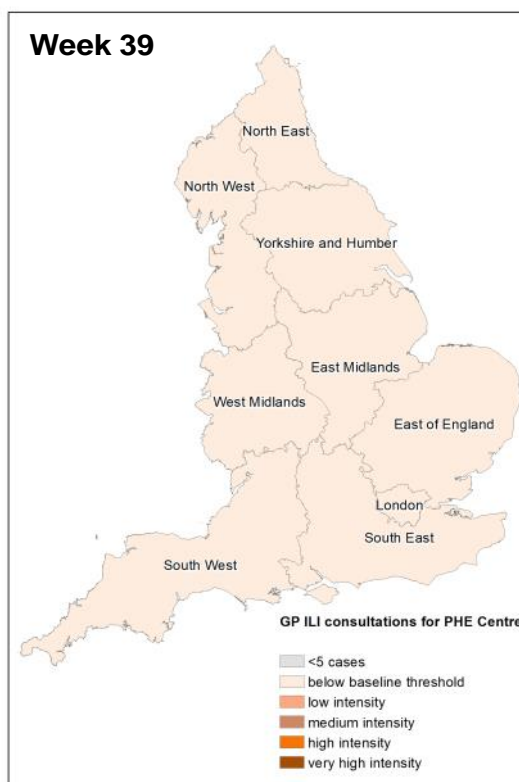 Week 39
North East
North West
Yorkshire and Humber
East Midlands
West Midlands
East of England
London
South East
South West
GP ILI consultations for PHE Centre
<5 cases
below baseline threshold
low intensity
medium intensity
high intensity
very high intensity